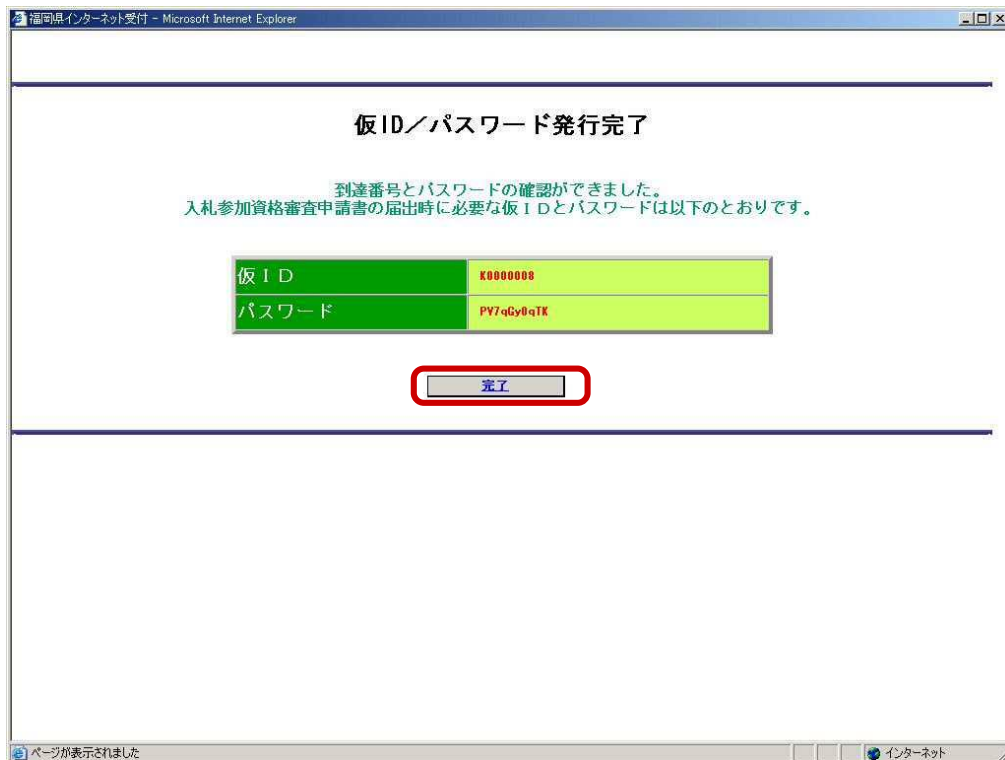 福岡県インターネット受付 - Microsoft Internet Explorer
仮ID／パスワード発行完了
到達番号とパスワードの確認ができました。
入札参加資格審査申請書の届出時に必要な仮ＩＤとパスワードは以下のとおりです。
仮ＩＤ K0000008
パスワード PV7qGy0qTK
完了
ページが表示されました インターネット